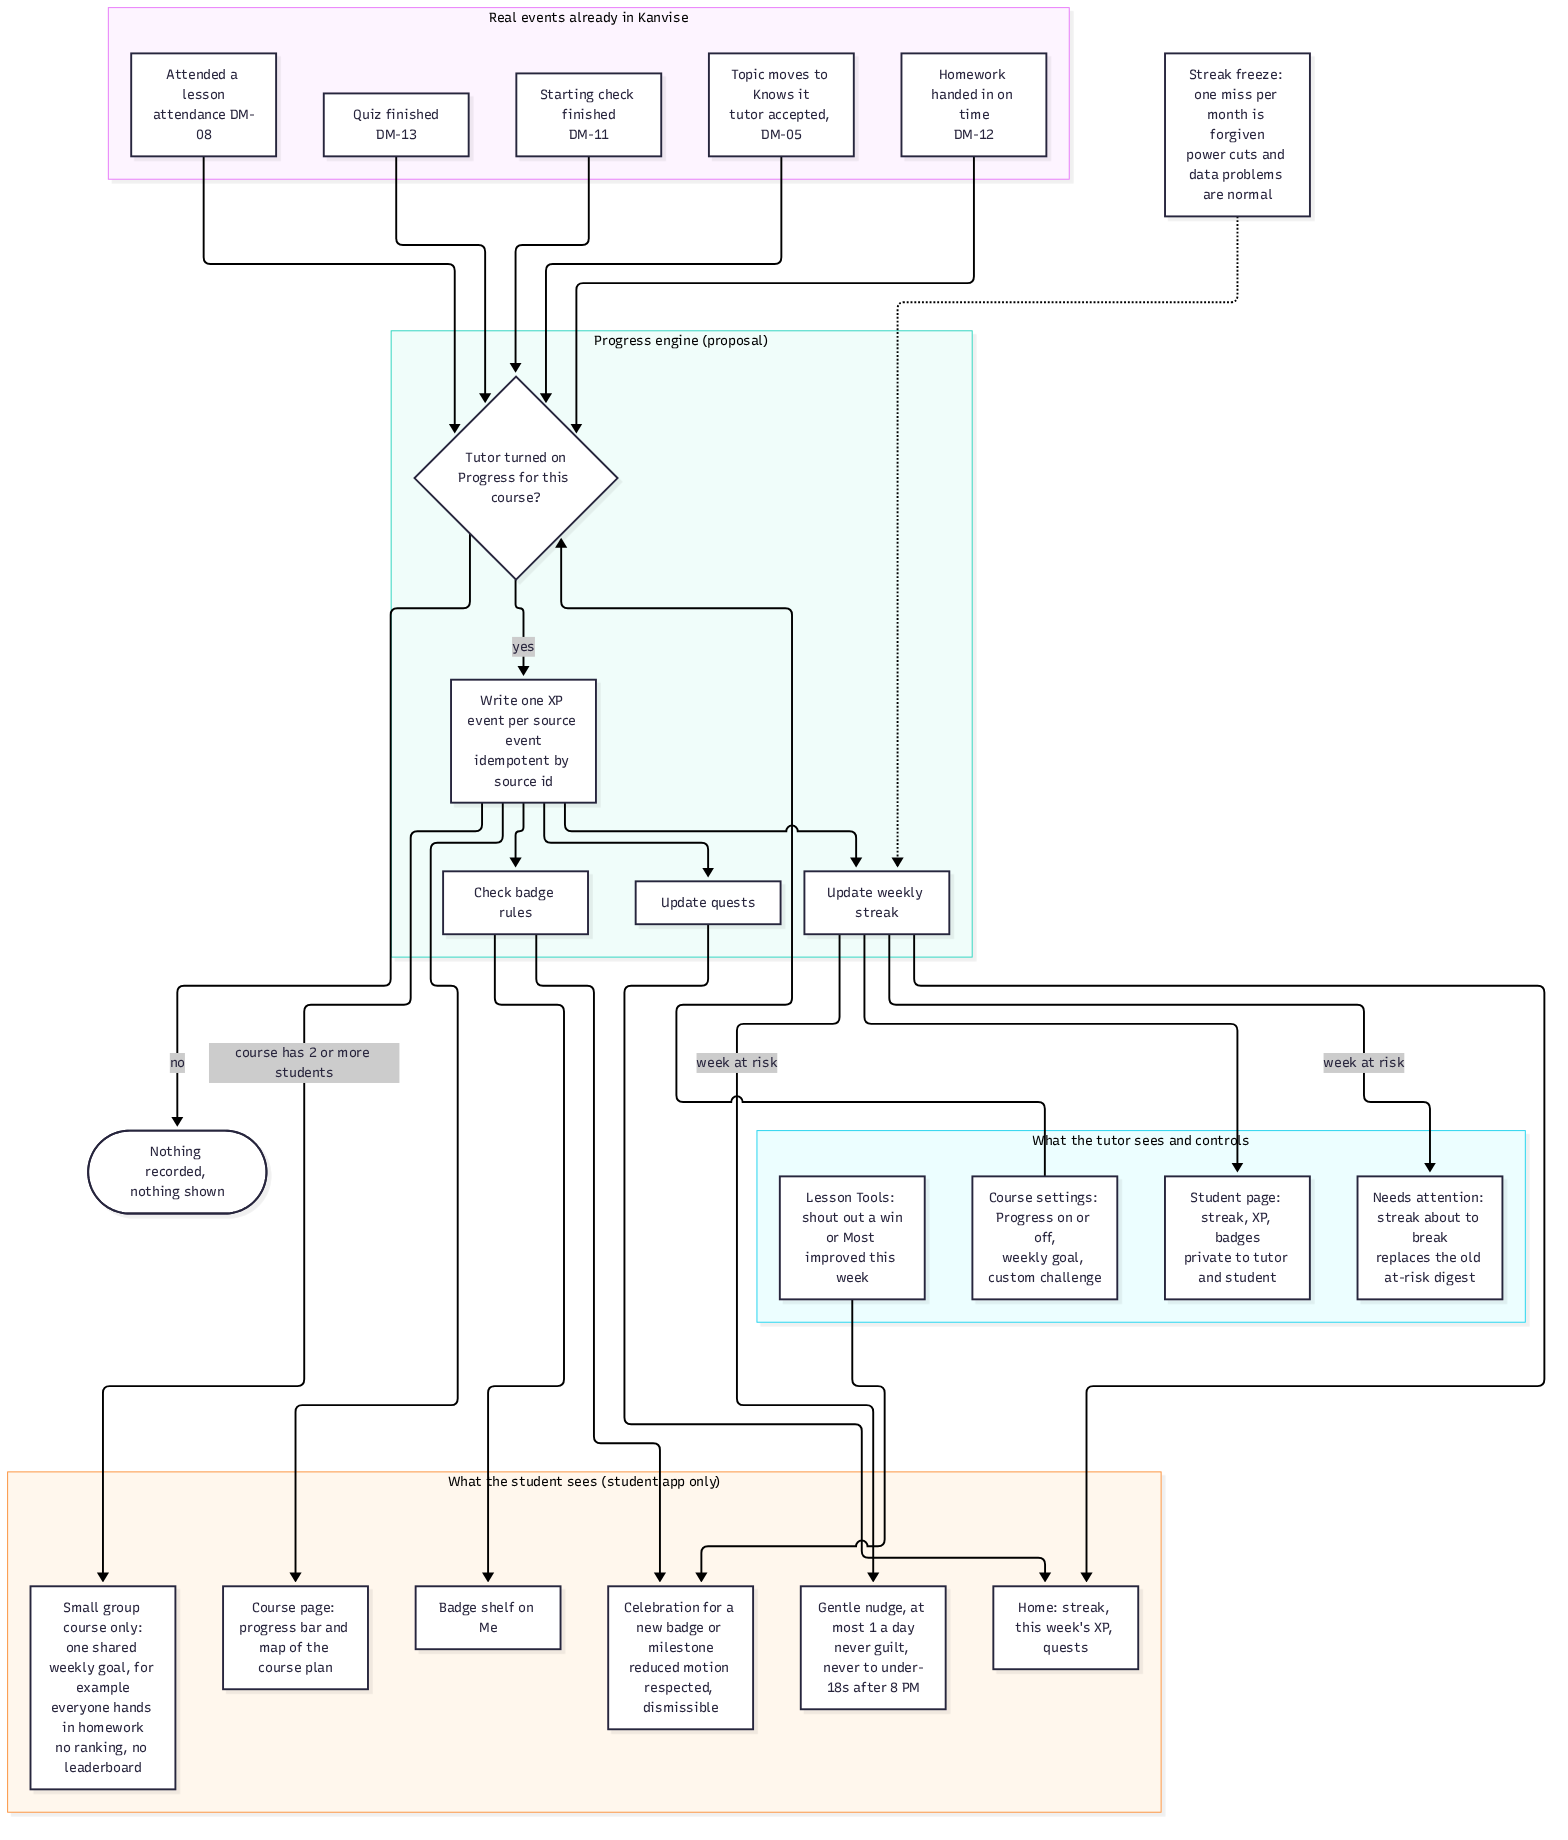 Real events already in Kanvise
Attended a
lesson
attendance DM-
08
Quiz finished
DM-13
Starting check
finished
DM-11
Topic moves to
Knows it
tutor accepted,
DM-05
Homework
handed in on
time
DM-12
Streak freeze:
one miss per
month is
forgiven
power cuts and
data problems
are normal
Progress engine (proposal)
Tutor turned on
Progress for this
course?
yes
Write one XP
event per source
event
idempotent by
source id
Check badge
rules
Update quests
Update weekly
streak
no
course has 2 or more
students
week at risk
week at risk
Nothing
recorded,
nothing shown
What the tutor sees and controls
Lesson Tools:
shout out a win
or Most
improved this
week
Course settings:
Progress on or
off,
weekly goal,
custom challenge
Student page:
streak, XP,
badges
private to tutor
and student
Needs attention:
streak about to
break
replaces the old
at-risk digest
What the student sees (student app only)
Small group
course only:
one shared
weekly goal, for
example
everyone hands
in homework
no ranking, no
leaderboard
Course page:
progress bar and
map of the
course plan
Badge shelf on
Me
Celebration for a
new badge or
milestone
reduced motion
respected,
dismissible
Gentle nudge, at
most 1 a day
never guilt,
never to under-
18s after 8 PM
Home: streak,
this week's XP,
quests